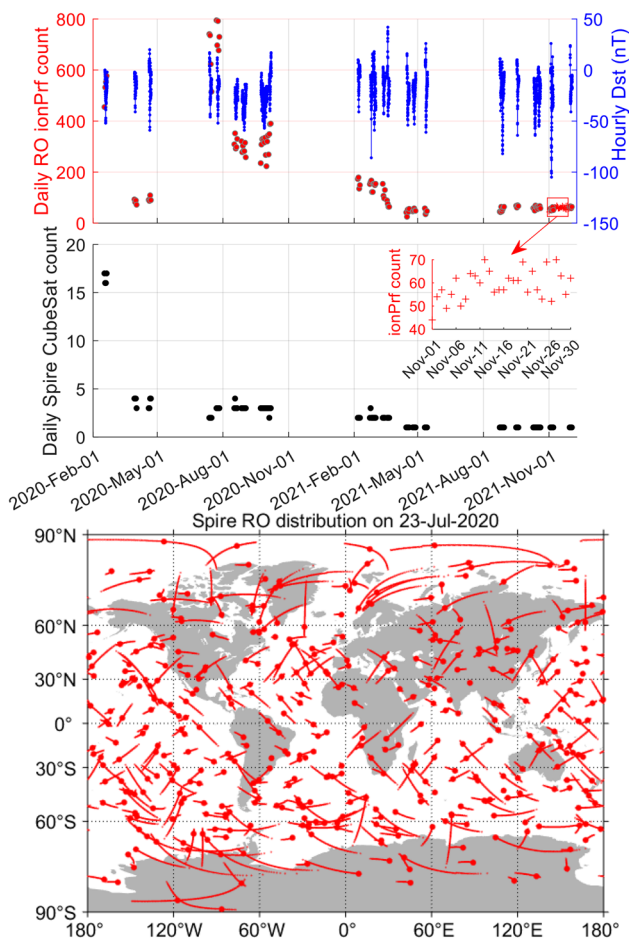 Daily RO ionPrf count
800
600
400
200
0
50
0
-50
-100
-150
Hourly Dst (nT)
Daily Spire CubeSat count
20
15
10
5
0
ionPrf count
70
60
50
40
Nov-01
Nov-06
Nov-11
Nov-16
Nov-21
Nov-26
Nov-30
2020-Feb-01
2020-May-01
2020-Aug-01
2020-Nov-01
2021-Feb-01
2021-May-01
2021-Aug-01
2021-Nov-01
Spire RO distribution on 23-Jul-2020
90°N
60°N
30°N
0°
30°S
60°S
90°S
180°
120°W
60°W
0°
60°E
120°E
180°